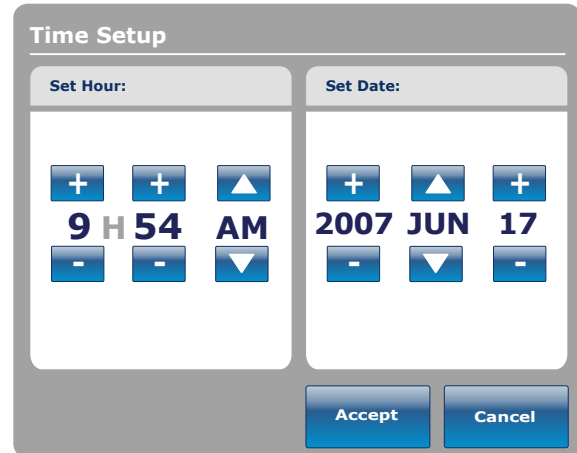 Time Setup
Set Hour:
Set Date:
+ + + +
9 H 54 AM 2007 JUN 17
- - - -
Accept Cancel